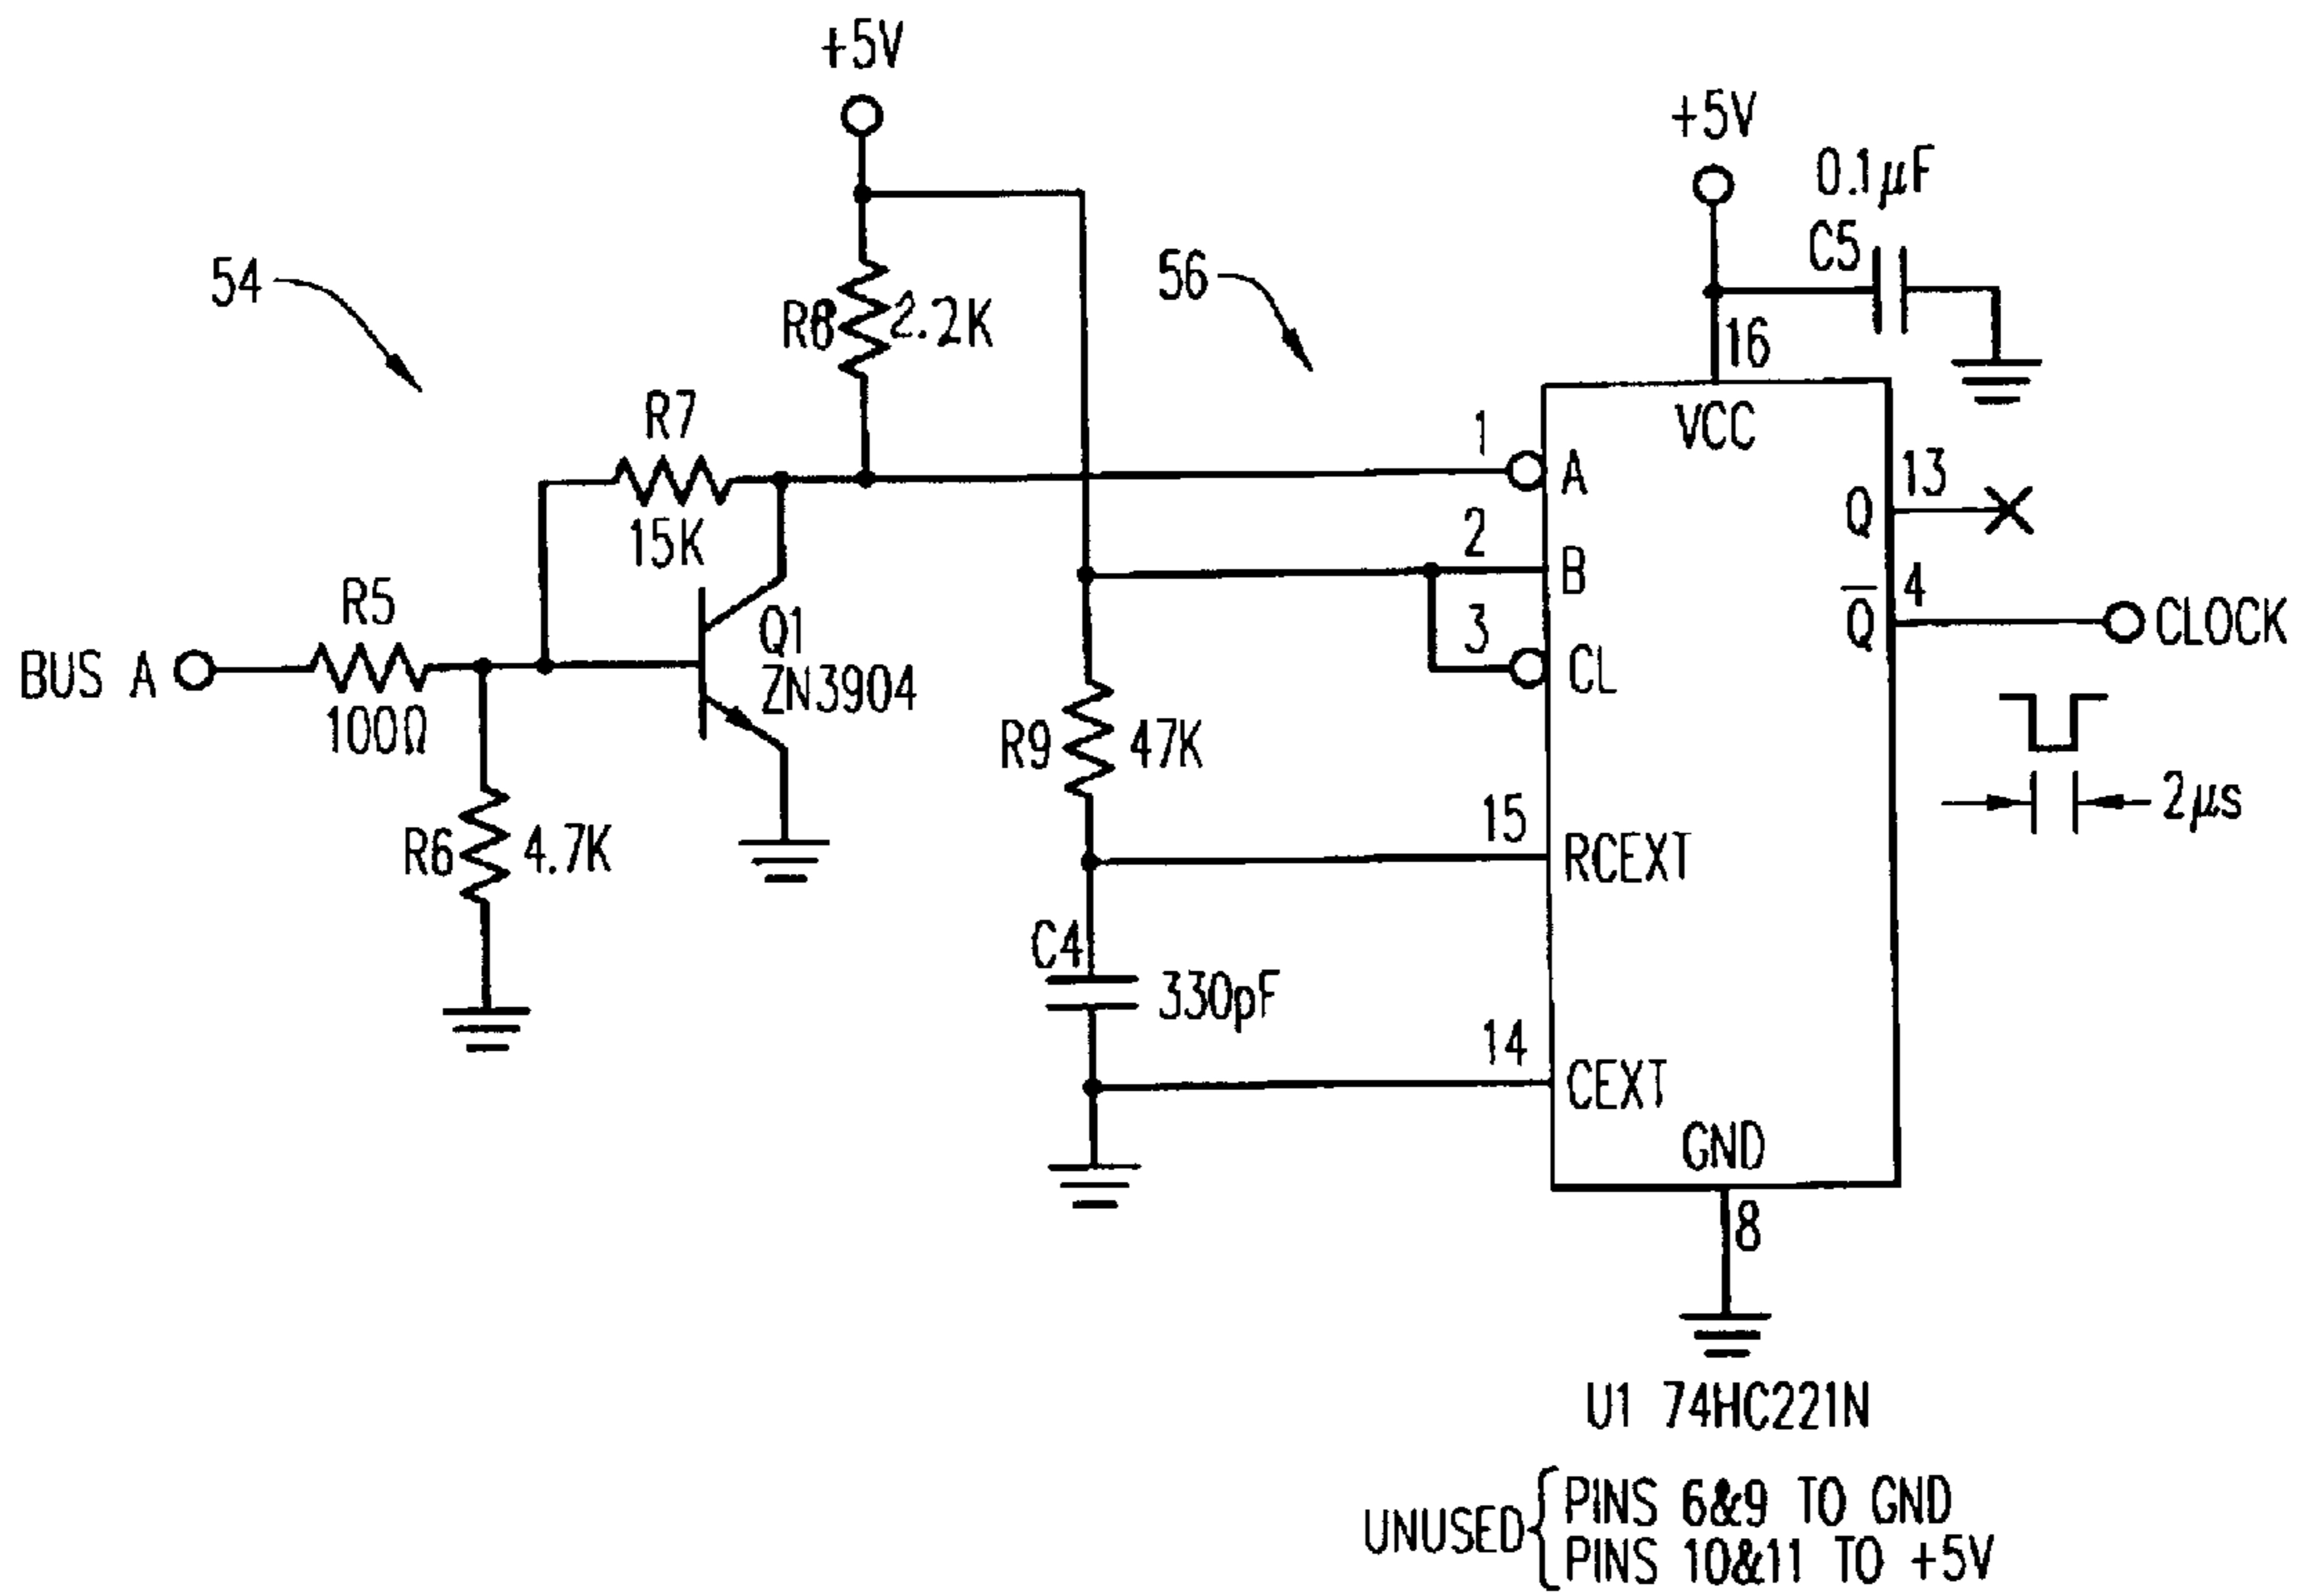 +5V
+5V
0.1μF
C5
54
56
R8
2.2K
16
VCC
R7
15K
1
A
13
Q
2
B
4
Q̅
CLOCK
R5
100Ω
BUS A
Q1
ZN3904
3
CL
R9
47K
2μs
R6
4.7K
15
RCEXT
C4
330pF
14
CEXT
GND
8
U1 74HC221N
UNUSED { PINS 6&9 TO GND
PINS 10&11 TO +5V